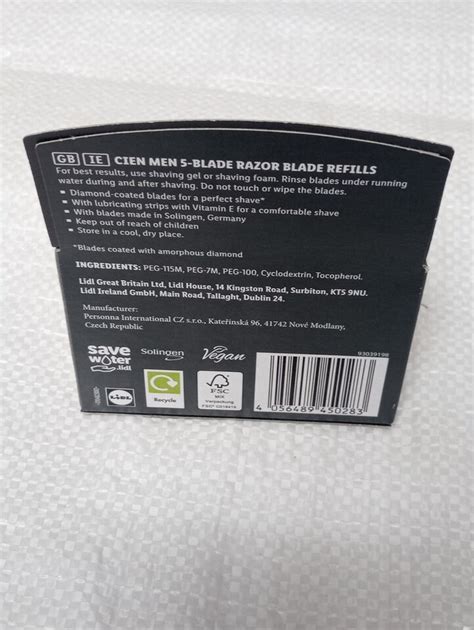 GB IE CIEN MEN 5-BLADE RAZOR BLADE REFILLS
For best results, use shaving gel or shaving foam. Rinse blades under running
water during and after shaving. Do not touch or wipe the blades.
• Diamond-coated blades for a perfect shave*
• With lubricating strips with Vitamin E for a comfortable shave
• With blades made in Solingen, Germany
• Keep out of reach of children
• Store in a cool, dry place.
*Blades coated with amorphous diamond
INGREDIENTS: PEG-115M, PEG-7M, PEG-100, Cyclodextrin, Tocopherol.
Lidl Great Britain Ltd, Lidl House, 14 Kingston Road, Surbiton, KT5 9NU.
Lidl Ireland GmbH, Main Road, Tallaght, Dublin 24.
Manufacturer:
Personna International CZ s.r.o., Kateřinská 96, 41742 Nové Modlany,
Czech Republic
save water .lidl
Solingen
Vegan
93039198
LIDL
Recycle
FSC
MIX
Verpackung
4 056489 450283